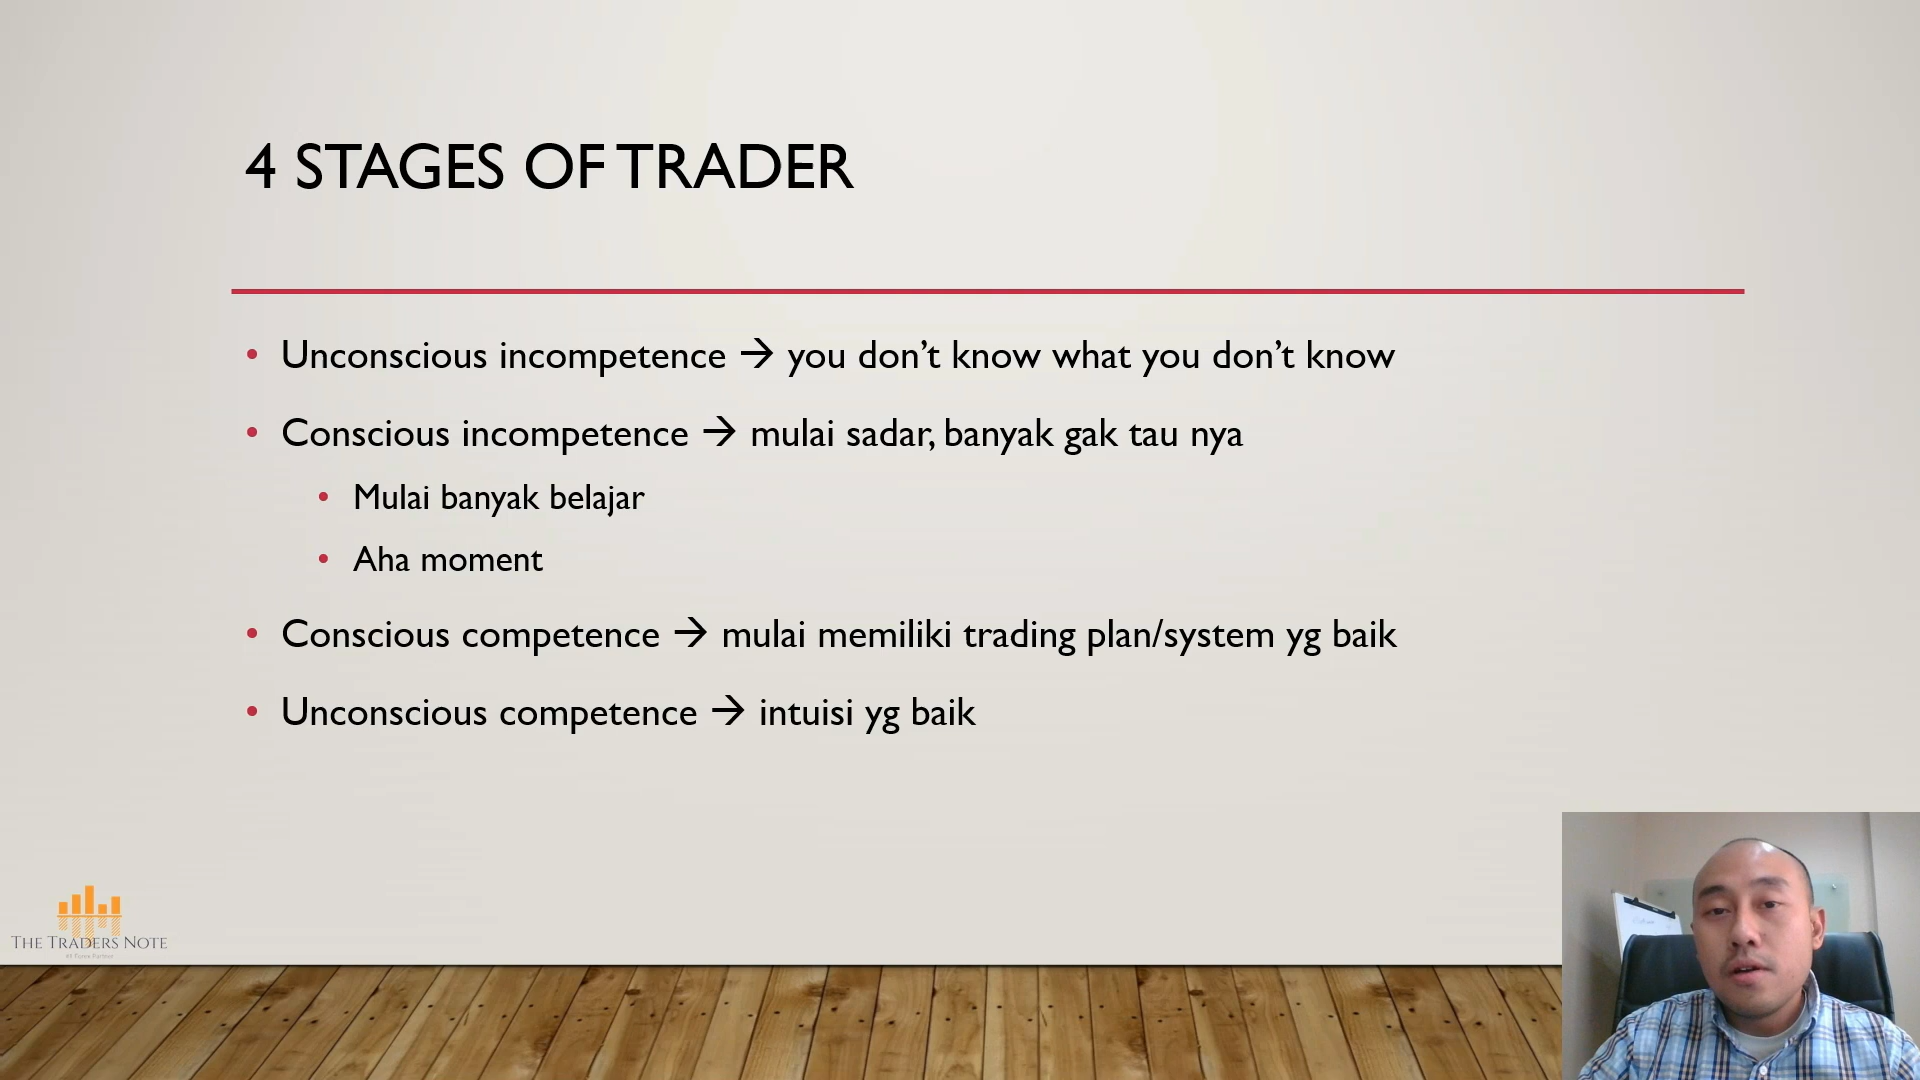 4 STAGES OF TRADER
• Unconscious incompetence → you don’t know what you don’t know
• Conscious incompetence → mulai sadar, banyak gak tau nya
• Mulai banyak belajar
• Aha moment
• Conscious competence → mulai memiliki trading plan/system yg baik
• Unconscious competence → intuisi yg baik
THE TRADERS NOTE